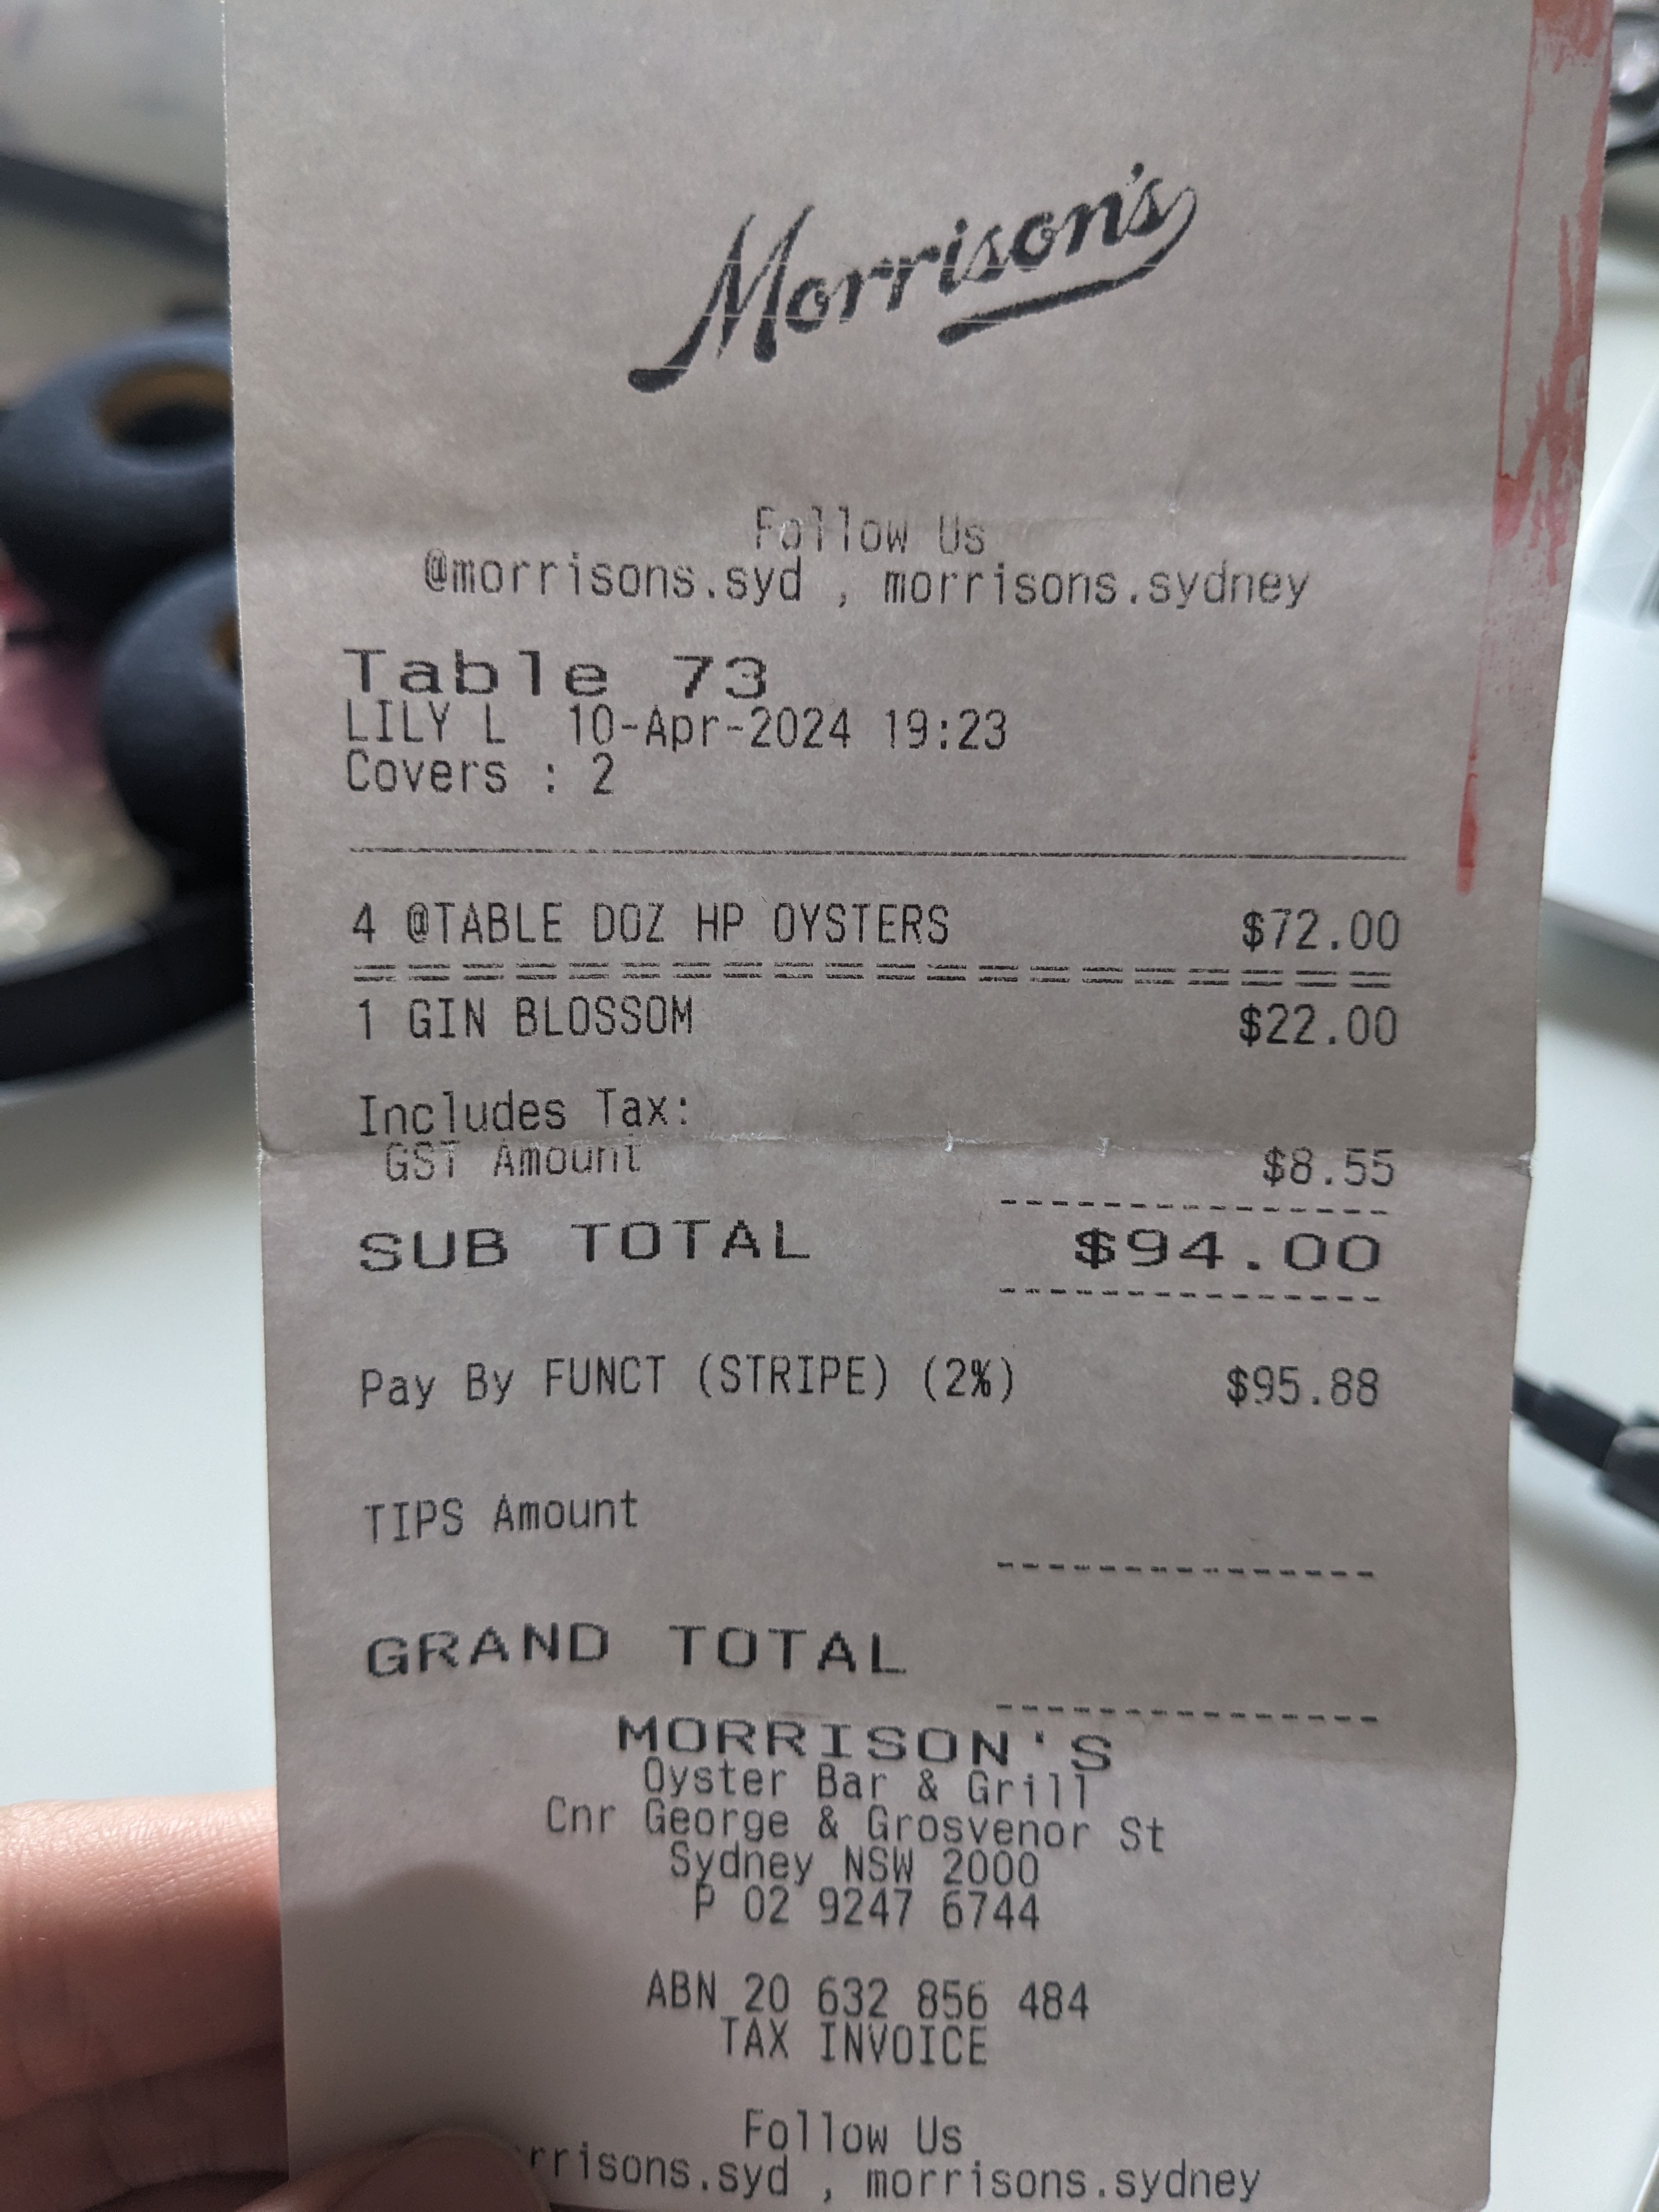 Morrison's
Follow Us
@morrisons.syd , morrisons.sydney
Table 73
LILY L 10-Apr-2024 19:23
Covers : 2
4 @TABLE DOZ HP OYSTERS $72.00
1 GIN BLOSSOM $22.00
Includes Tax:
GST Amount $8.55
SUB TOTAL $94.00
Pay By FUNCT (STRIPE) (2%) $95.88
TIPS Amount
GRAND TOTAL
MORRISON'S
Oyster Bar & Grill
Cnr George & Grosvenor St
Sydney NSW 2000
P 02 9247 6744
ABN 20 632 856 484
TAX INVOICE
Follow Us
rrisons.syd , morrisons.sydney